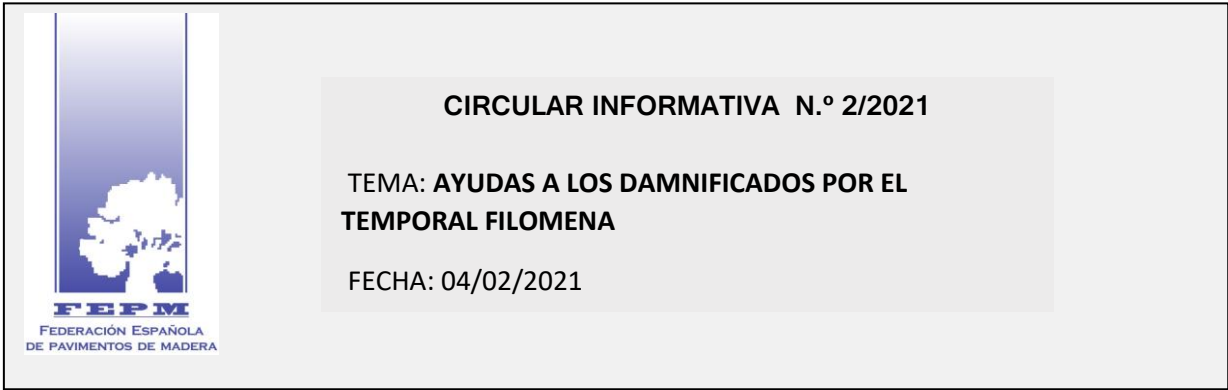 CIRCULAR INFORMATIVA N.º 2/2021
TEMA: AYUDAS A LOS DAMNIFICADOS POR EL
TEMPORAL FILOMENA
FECHA: 04/02/2021
FEPM
FEDERACIÓN ESPAÑOLA
DE PAVIMENTOS DE MADERA